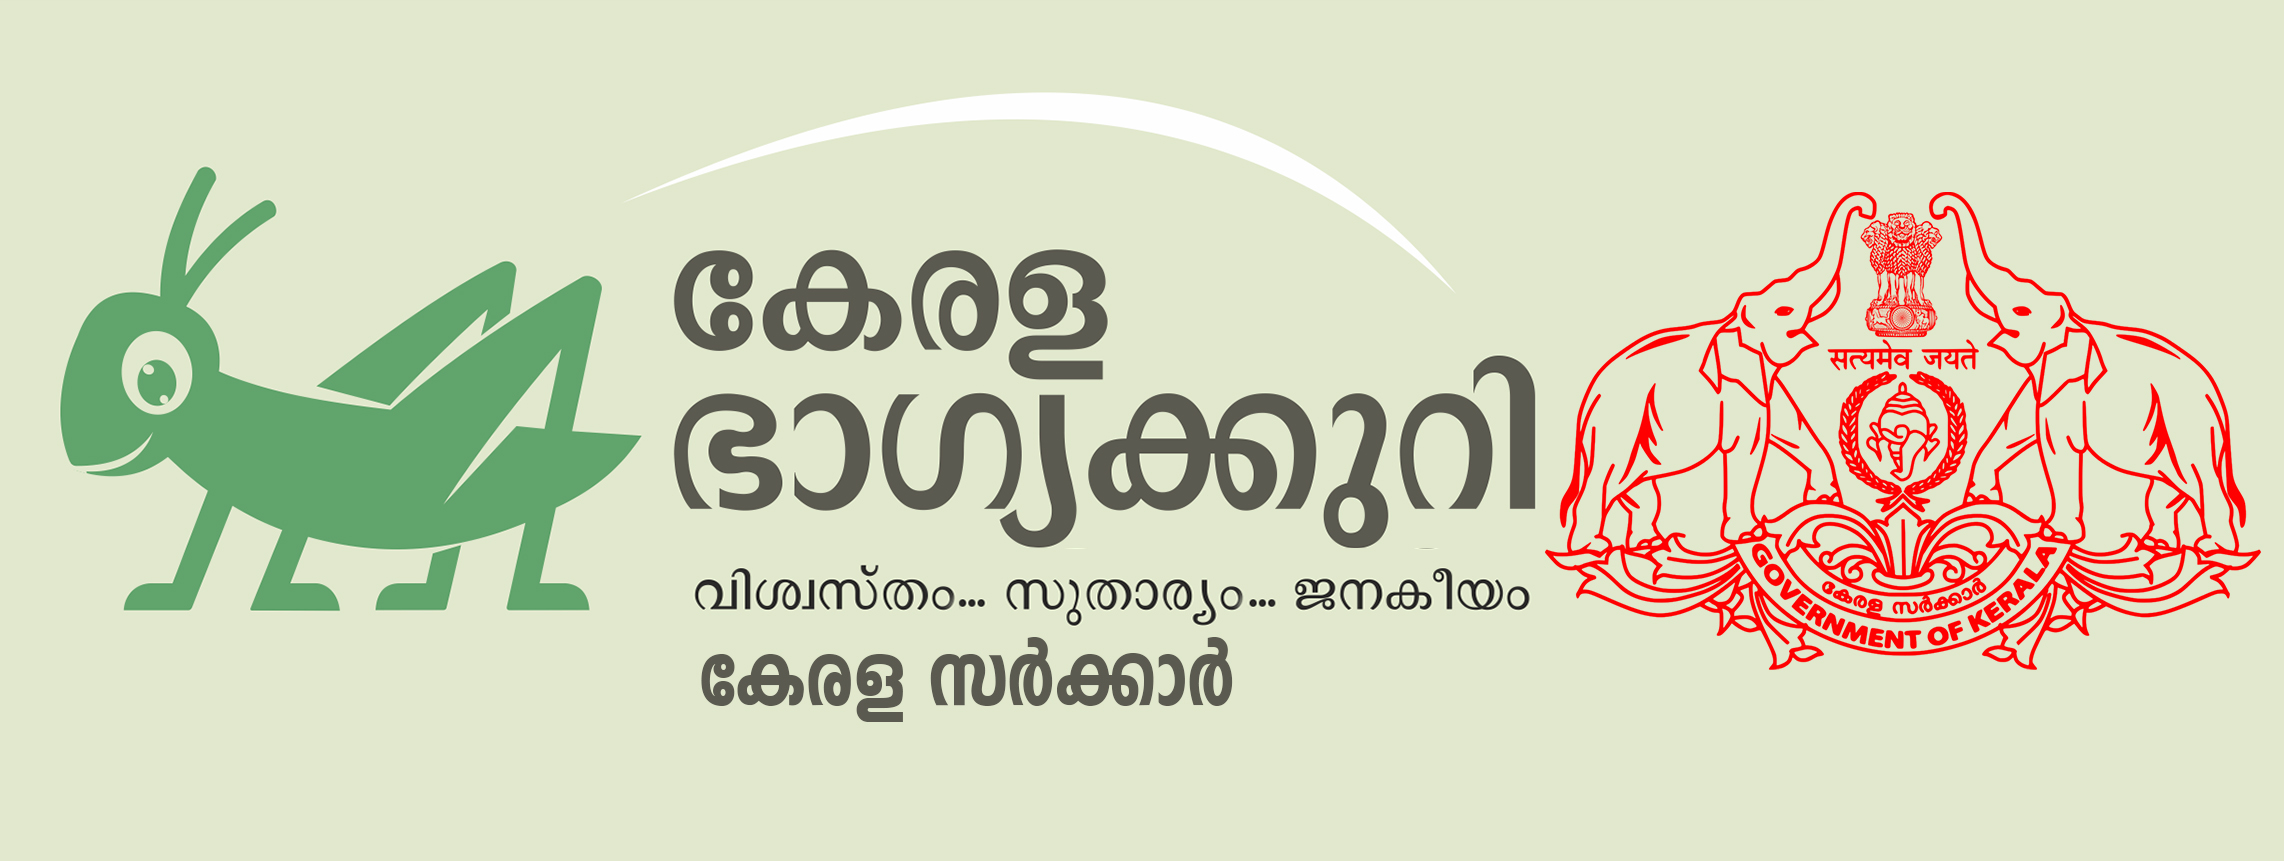 കേരള
ഭാഗ്യക്കുറി
വിശ്വസ്തം... സുതാര്യം... ജനകീയം
കേരള സർക്കാർ
सत्यमेव जयते
കേരള സർക്കാർ
GOVERNMENT OF KERALA